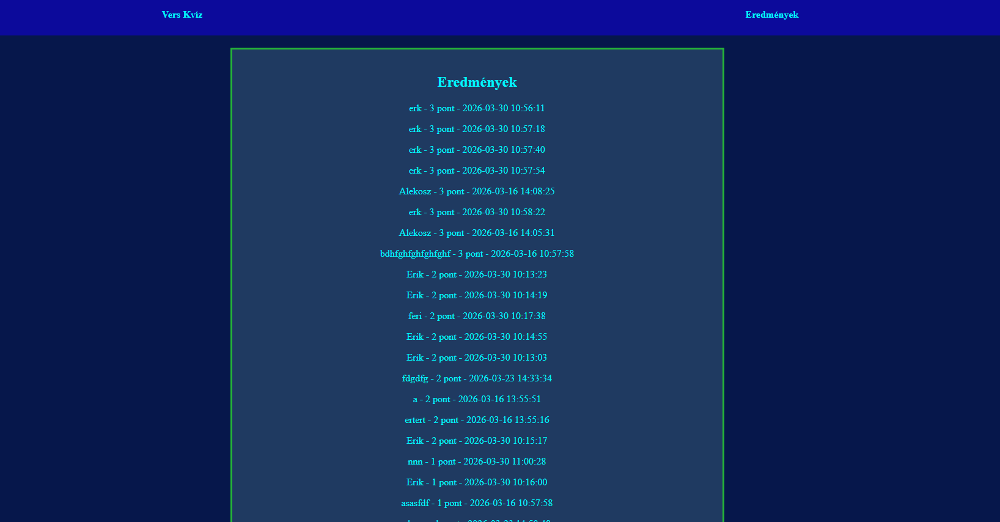 Vers Kvíz
Eredmények
Eredmények
erk - 3 pont - 2026-03-30 10:56:11
erk - 3 pont - 2026-03-30 10:57:18
erk - 3 pont - 2026-03-30 10:57:40
erk - 3 pont - 2026-03-30 10:57:54
Alekosz - 3 pont - 2026-03-16 14:08:25
erk - 3 pont - 2026-03-30 10:58:22
Alekosz - 3 pont - 2026-03-16 14:05:31
bdhfghfghfghfghf - 3 pont - 2026-03-16 10:57:58
Erik - 2 pont - 2026-03-30 10:13:23
Erik - 2 pont - 2026-03-30 10:14:19
feri - 2 pont - 2026-03-30 10:17:38
Erik - 2 pont - 2026-03-30 10:14:55
Erik - 2 pont - 2026-03-30 10:13:03
fdgdfg - 2 pont - 2026-03-23 14:33:34
a - 2 pont - 2026-03-16 13:55:51
ertert - 2 pont - 2026-03-16 13:55:16
Erik - 2 pont - 2026-03-30 10:15:17
nnn - 1 pont - 2026-03-30 11:00:28
Erik - 1 pont - 2026-03-30 10:16:00
asasfdf - 1 pont - 2026-03-16 10:57:58